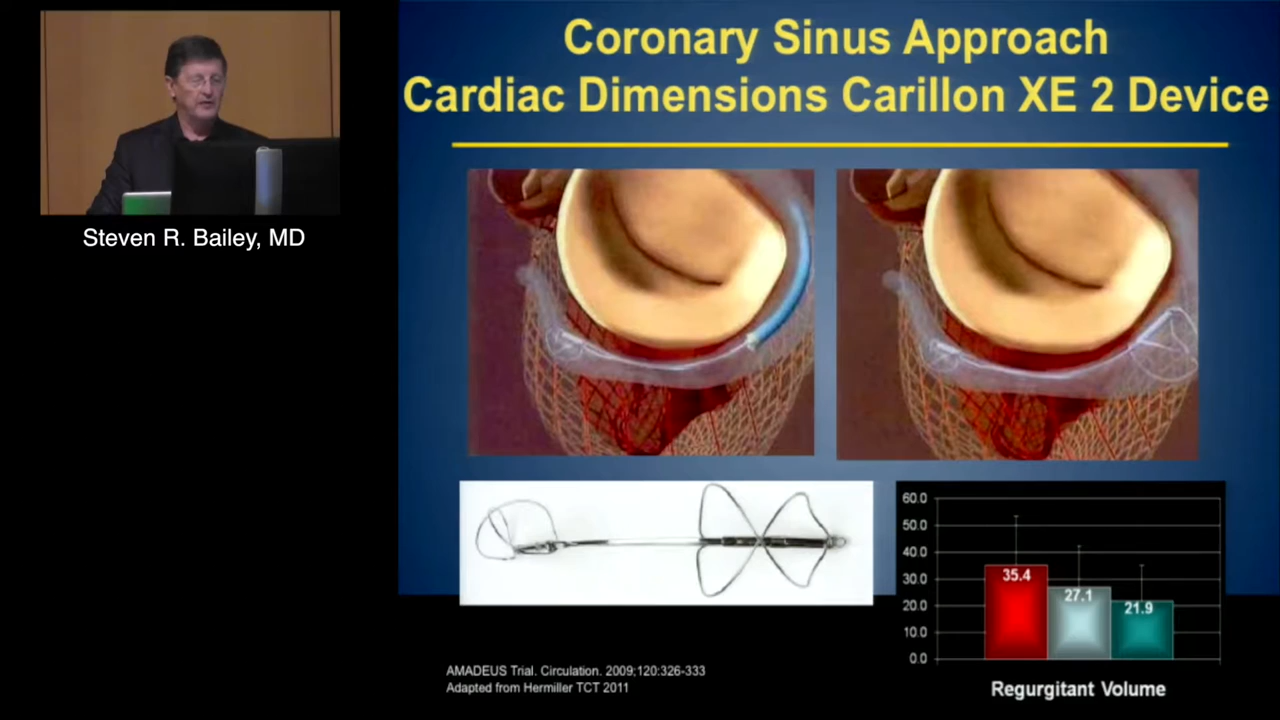 Coronary Sinus Approach
Cardiac Dimensions Carillon XE 2 Device
Steven R. Bailey, MD
60.0
50.0
40.0
30.0
20.0
10.0
0.0
35.4
27.1
21.9
Regurgitant Volume
AMADEUS Trial. Circulation. 2009;120:326-333
Adapted from Hermiller TCT 2011